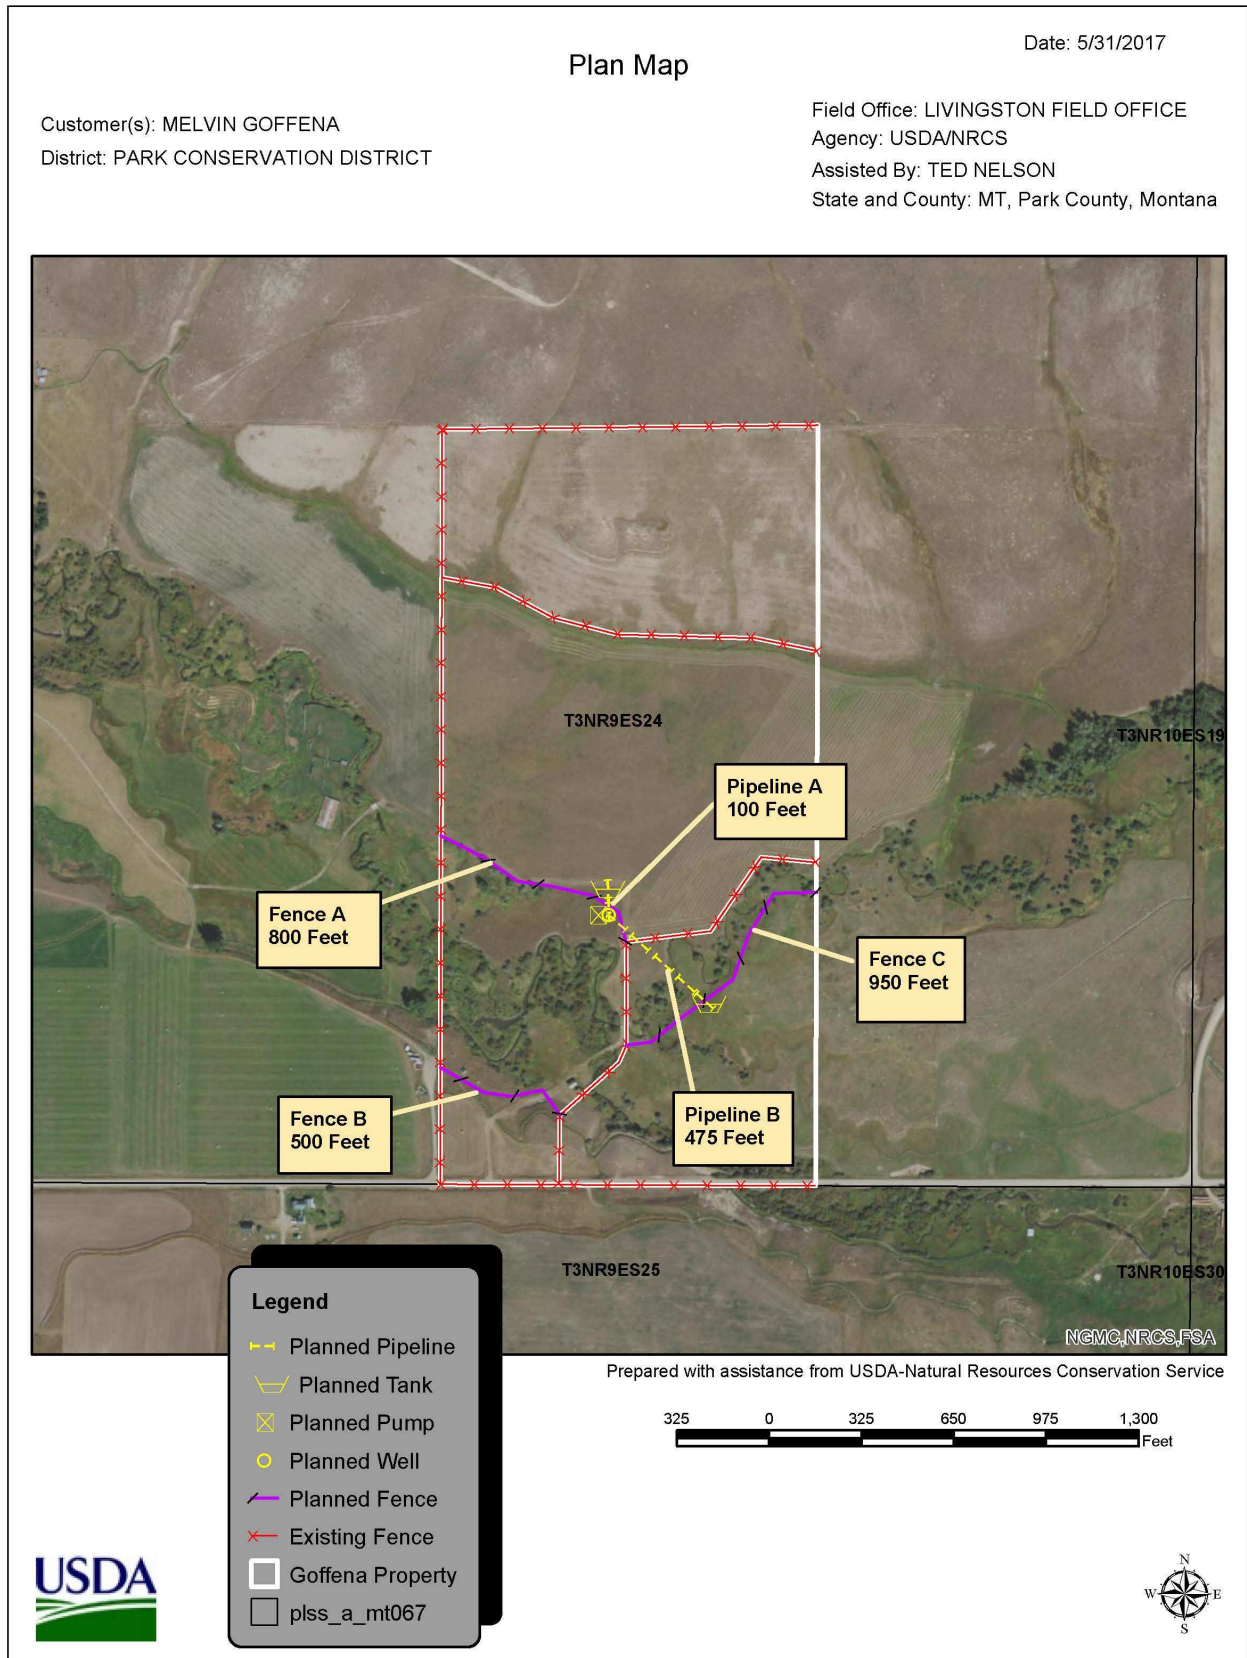 Date: 5/31/2017
Plan Map
Customer(s): MELVIN GOFFENA
District: PARK CONSERVATION DISTRICT
Field Office: LIVINGSTON FIELD OFFICE
Agency: USDA/NRCS
Assisted By: TED NELSON
State and County: MT, Park County, Montana
T3NR9ES24
T3NR10ES19
Pipeline A
100 Feet
Fence A
800 Feet
Fence C
950 Feet
Fence B
500 Feet
Pipeline B
475 Feet
T3NR9ES25
T3NR10ES30
NGMC,NRCS,FSA
Prepared with assistance from USDA-Natural Resources Conservation Service
325 0 325 650 975 1,300
Feet
Legend
Planned Pipeline
Planned Tank
Planned Pump
Planned Well
Planned Fence
Existing Fence
Goffena Property
plss_a_mt067
USDA
N
W E
S